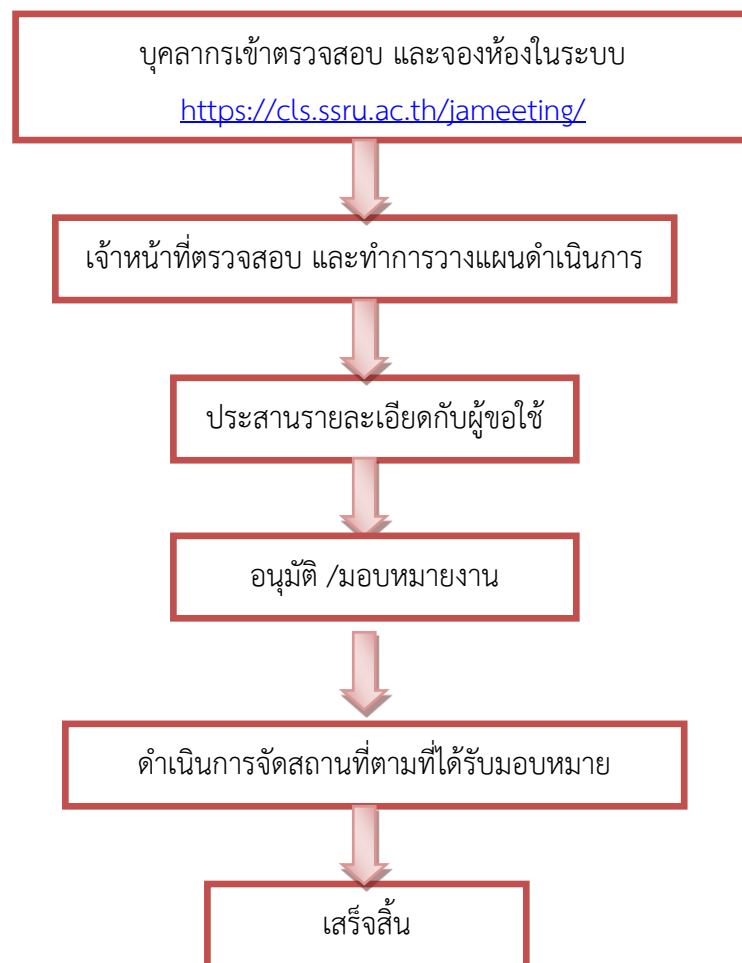 บุคลากรเข้าตรวจสอบ และจองห้องในระบบ
https://cls.ssru.ac.th/jameeting/
เจ้าหน้าที่ตรวจสอบ และทำการวางแผนดำเนินการ
ประสานรายละเอียดกับผู้ขอใช้
อนุมัติ /มอบหมายงาน
ดำเนินการจัดสถานที่ตามที่ได้รับมอบหมาย
เสร็จสิ้น